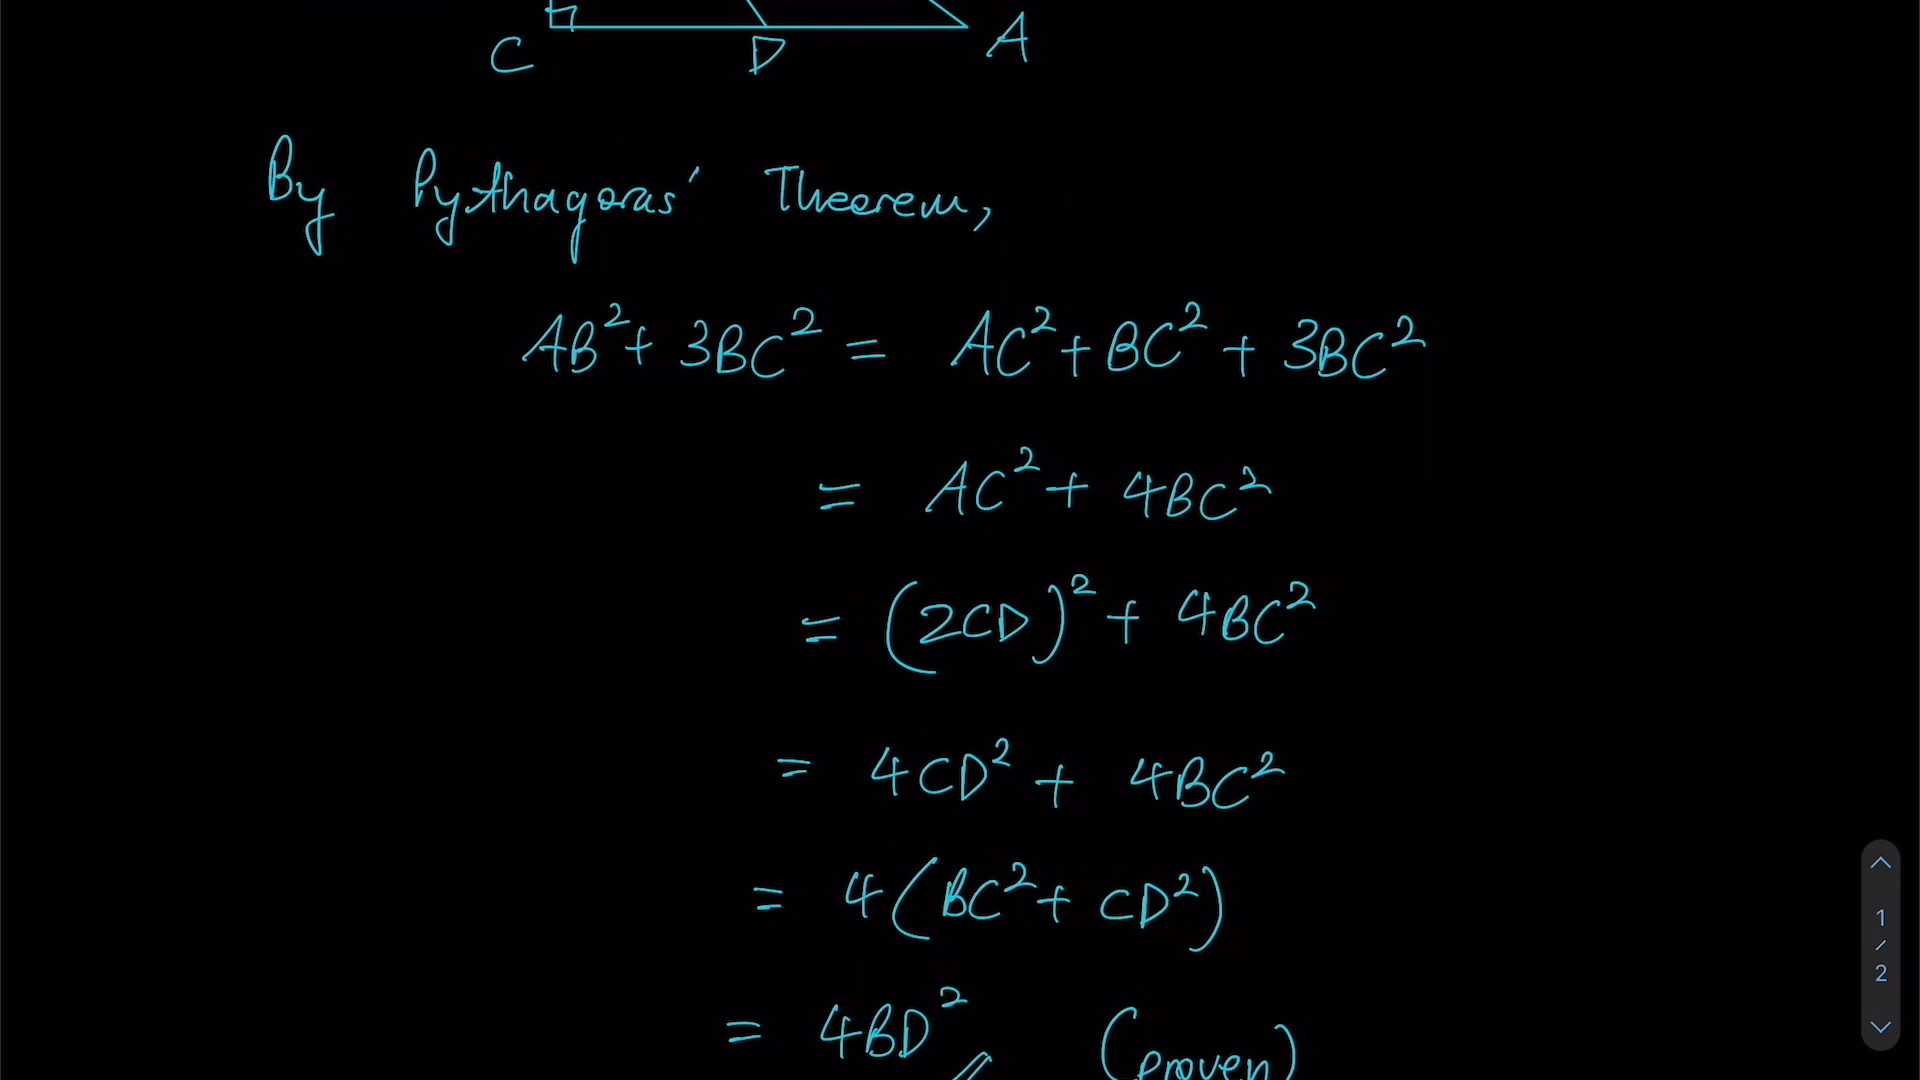 C D A
By Pythagoras' Theorem,
AB² + 3BC² = AC² + BC² + 3BC²
= AC² + 4BC²
= (2CD)² + 4BC²
= 4CD² + 4BC²
= 4(BC² + CD²)
= 4BD² // (proven)
1
/
2